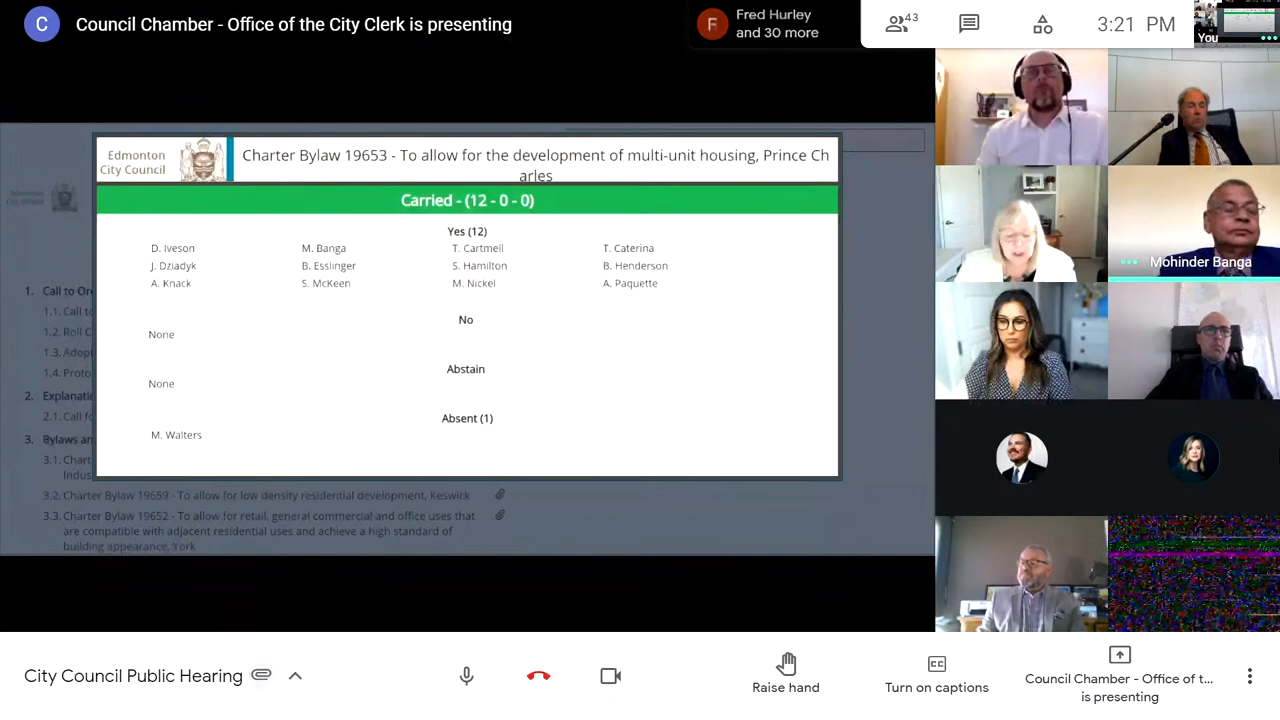 C
Council Chamber - Office of the City Clerk is presenting
F
Fred Hurley
and 30 more
43
3:21 PM
You
Edmonton
City Council
Charter Bylaw 19653 - To allow for the development of multi-unit housing, Prince Ch
arles
Carried - (12 - 0 - 0)
Yes (12)
D. Iveson
M. Banga
T. Cartmell
T. Caterina
J. Dziadyk
B. Esslinger
S. Hamilton
B. Henderson
A. Knack
S. McKeen
M. Nickel
A. Paquette
No
None
Abstain
None
Absent (1)
M. Walters
1. Call to Or
1.1. Call to
1.2. Roll C
1.3. Adopt
1.4. Proto
2. Explanatio
2.1. Call fo
3. Bylaws an
3.1. Chart
Indus
3.2. Charter Bylaw 19659 - To allow for low density residential development, Keswick
3.3. Charter Bylaw 19652 - To allow for retail, general commercial and office uses that
are compatible with adjacent residential uses and achieve a high standard of
building appearance, York
Mohinder Banga
City Council Public Hearing
Raise hand
Turn on captions
Council Chamber - Office of t...
is presenting